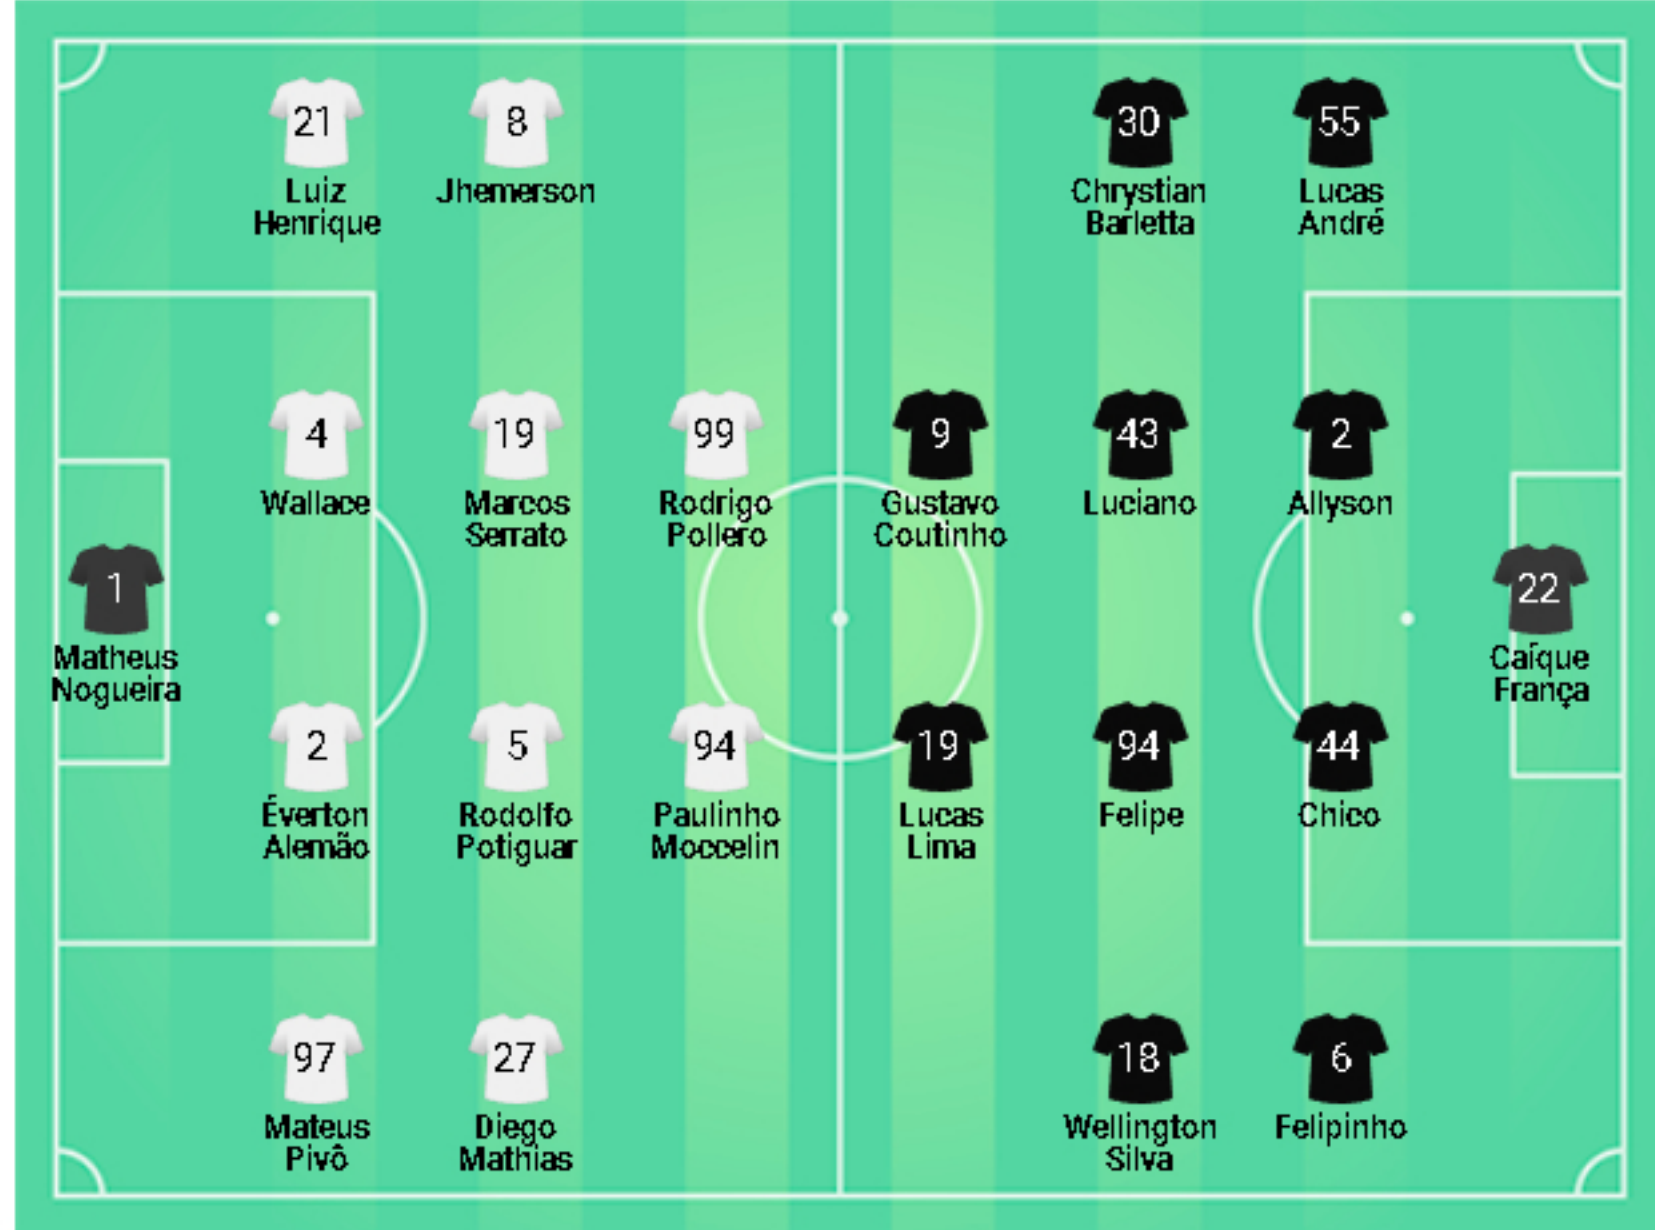 21
Luiz
Henrique
8
Jhemerson
30
Chrystian
Barletta
55
Lucas
André
4
Wallace
19
Marcos
Serrato
99
Rodrigo
Pollero
9
Gustavo
Coutinho
43
Luciano
2
Allyson
1
Matheus
Nogueira
22
Caíque
França
2
Éverton
Alemão
5
Rodolfo
Potiguar
94
Paulinho
Moccelin
19
Lucas
Lima
94
Felipe
44
Chico
97
Mateus
Pivô
27
Diego
Mathias
18
Wellington
Silva
6
Felipinho